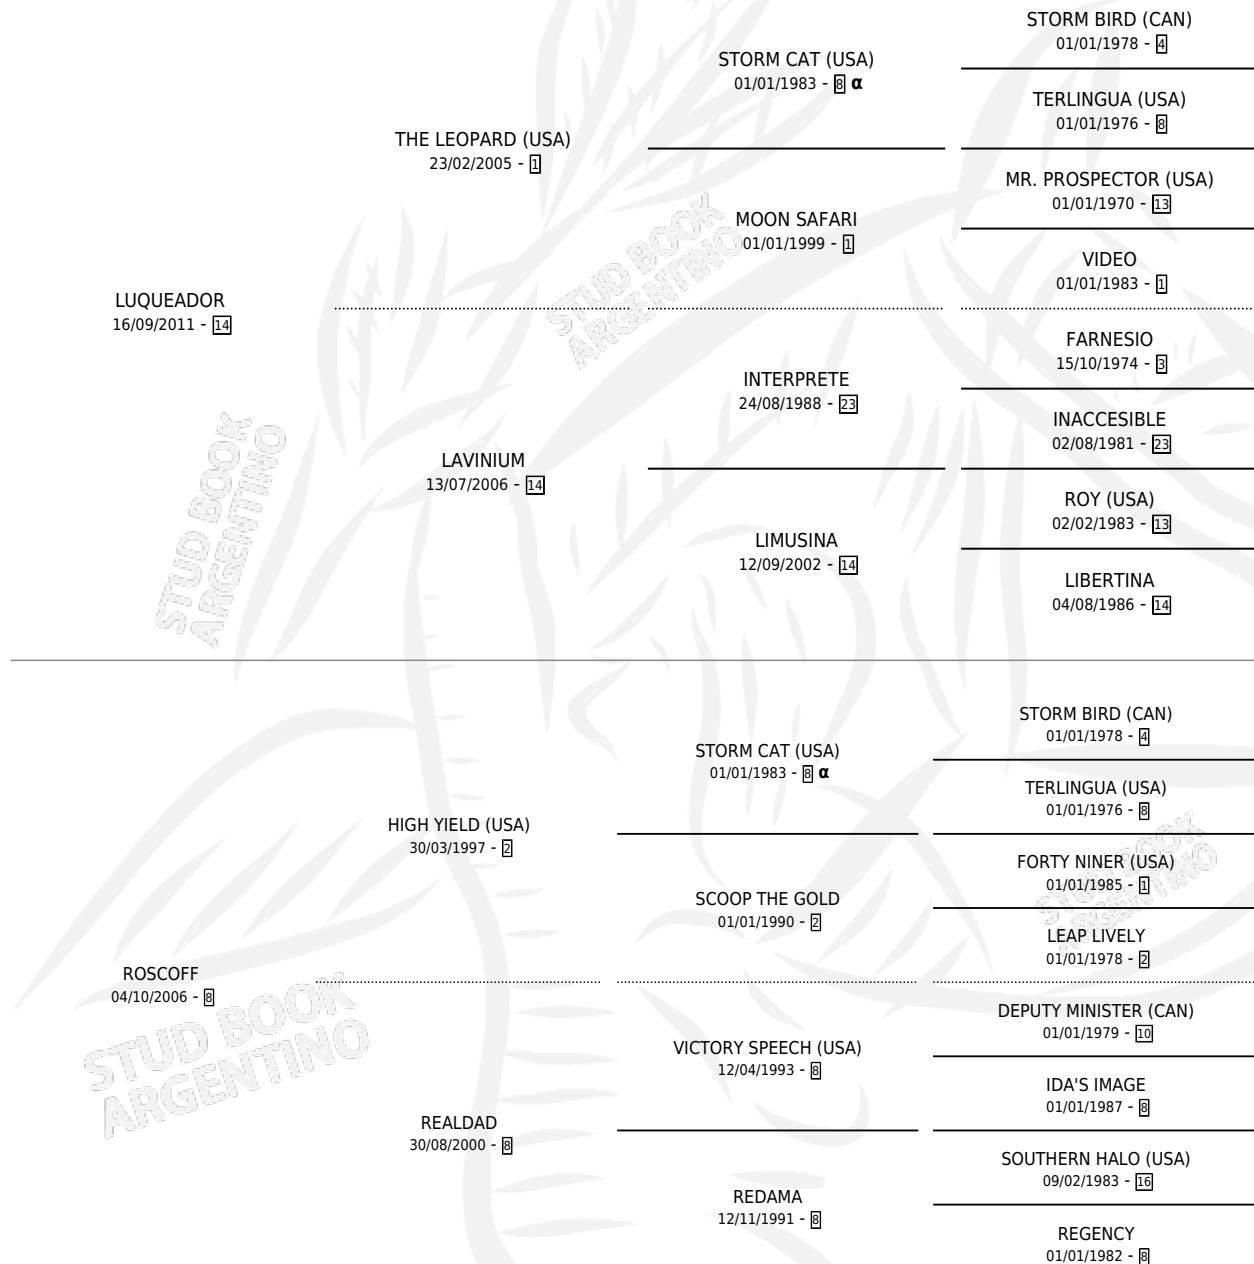 STORM BIRD (CAN)
01/01/1978 - 4
STORM CAT (USA)
01/01/1983 - 8 α
TERLINGUA (USA)
01/01/1976 - 8
THE LEOPARD (USA)
23/02/2005 - 1
MR. PROSPECTOR (USA)
01/01/1970 - 13
MOON SAFARI
01/01/1999 - 1
VIDEO
01/01/1983 - 1
LUQUEADOR
16/09/2011 - 14
FARNESIO
15/10/1974 - 3
INTERPRETE
24/08/1988 - 23
INACCESIBLE
02/08/1981 - 23
LAVINIUM
13/07/2006 - 14
ROY (USA)
02/02/1983 - 13
LIMUSINA
12/09/2002 - 14
LIBERTINA
04/08/1986 - 14
STUD BOOK
ARGENTINO
STUD BOOK
ARGENTINO
STORM BIRD (CAN)
01/01/1978 - 4
STORM CAT (USA)
01/01/1983 - 8 α
TERLINGUA (USA)
01/01/1976 - 8
HIGH YIELD (USA)
30/03/1997 - 2
FORTY NINER (USA)
01/01/1985 - 1
SCOOP THE GOLD
01/01/1990 - 2
LEAP LIVELY
01/01/1978 - 2
ROSCOFF
04/10/2006 - 8
DEPUTY MINISTER (CAN)
01/01/1979 - 10
VICTORY SPEECH (USA)
12/04/1993 - 8
IDA'S IMAGE
01/01/1987 - 8
REALDAD
30/08/2000 - 8
SOUTHERN HALO (USA)
09/02/1983 - 16
REDAMA
12/11/1991 - 8
REGENCY
01/01/1982 - 8
STUD BOOK
ARGENTINO
STUD BOOK
ARGENTINO